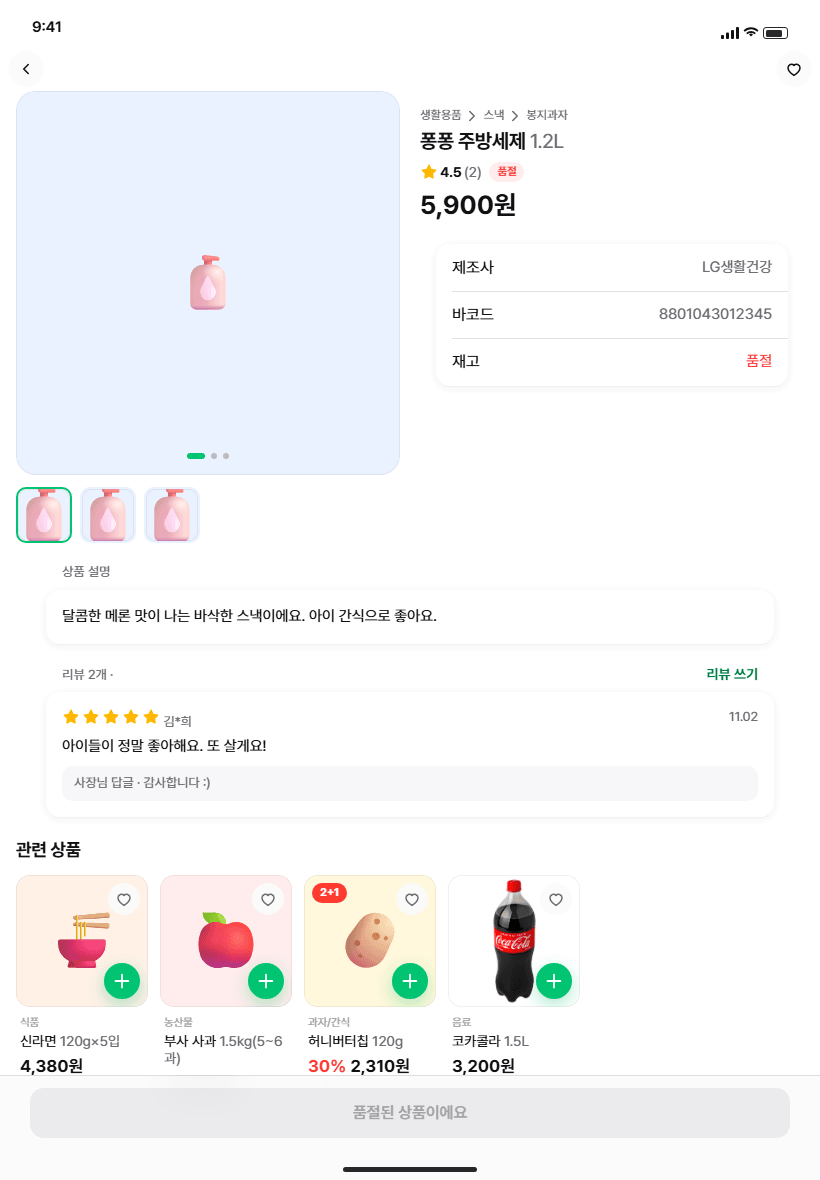 9:41
생활용품 > 스낵 > 봉지과자
퐁퐁 주방세제 1.2L
4.5 (2) 품절
5,900원
제조사 LG생활건강
바코드 8801043012345
재고 품절
상품 설명
달콤한 메론 맛이 나는 바삭한 스낵이에요. 아이 간식으로 좋아요.
리뷰 2개 · 리뷰 쓰기
김*희 11.02
아이들이 정말 좋아해요. 또 살게요!
사장님 답글 · 감사합니다 :)
관련 상품
2+1
Coca-Cola
식품
신라면 120g×5입
4,380원
농산물
부사 사과 1.5kg(5~6
과)
과자/간식
허니버터칩 120g
30% 2,310원
음료
코카콜라 1.5L
3,200원
품절된 상품이에요